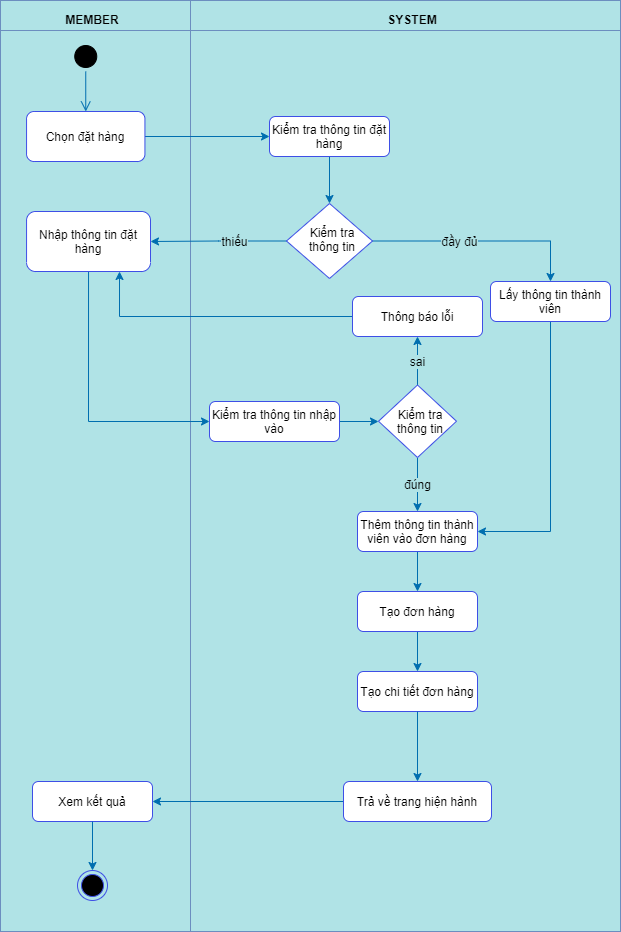 MEMBER
SYSTEM
Chọn đặt hàng
Kiểm tra thông tin đặt
hàng
Kiểm tra
thông tin
thiếu
đầy đủ
Nhập thông tin đặt
hàng
Lấy thông tin thành
viên
Thông báo lỗi
sai
Kiểm tra thông tin nhập
vào
Kiểm tra
thông tin
đúng
Thêm thông tin thành
viên vào đơn hàng
Tạo đơn hàng
Tạo chi tiết đơn hàng
Xem kết quả
Trả về trang hiện hành